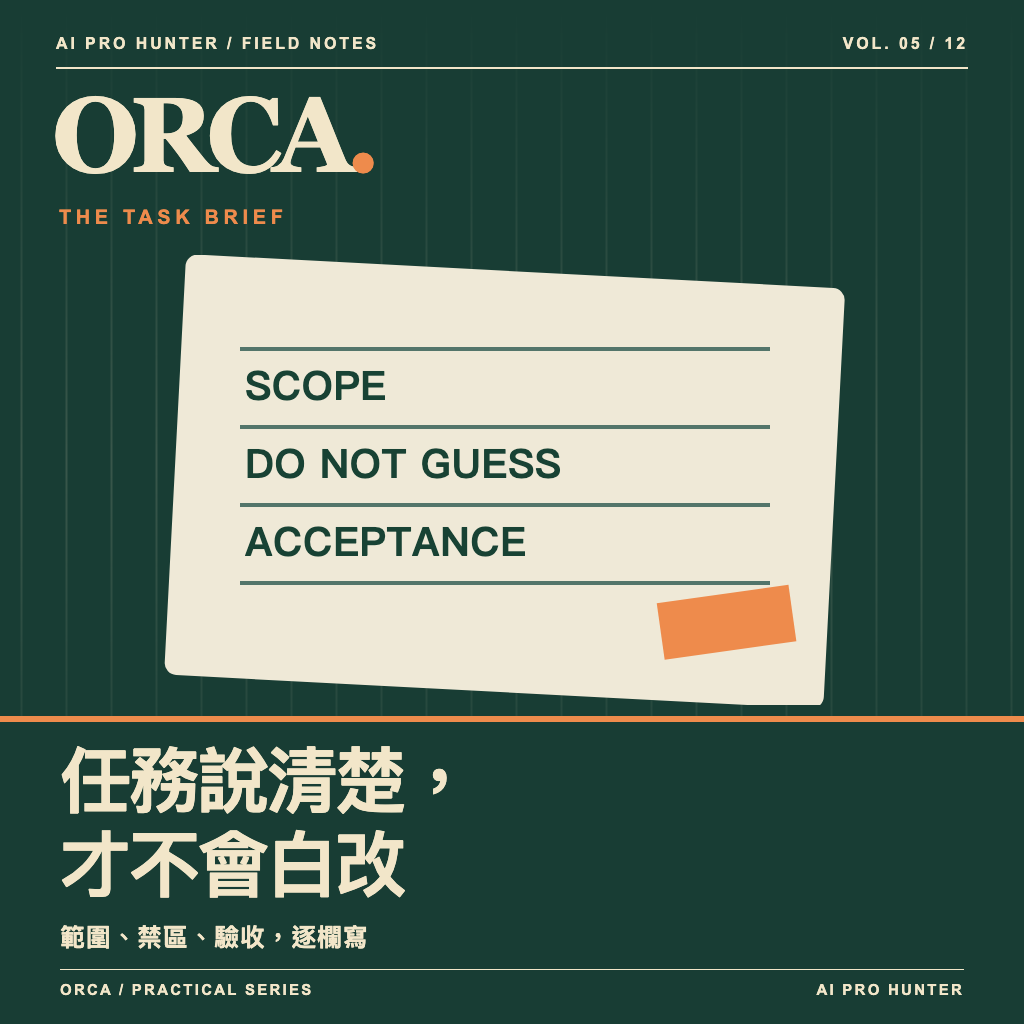 AI PRO HUNTER / FIELD NOTES
VOL. 05 / 12
ORCA.
THE TASK BRIEF
SCOPE
DO NOT GUESS
ACCEPTANCE
任務說清楚，
才不會白改
範圍、禁區、驗收，逐欄寫
ORCA / PRACTICAL SERIES
AI PRO HUNTER